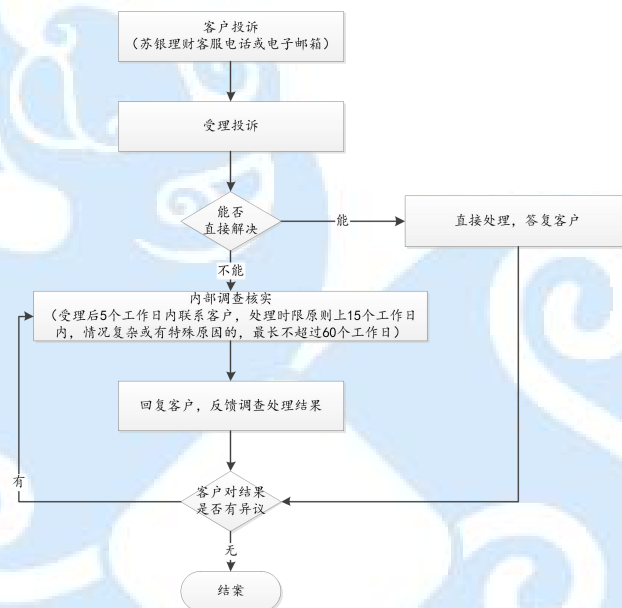 客户投诉
（苏银理财客服电话或电子邮箱）
受理投诉
能否
直接解决
能
直接处理，答复客户
不能
内部调查核实
（受理后5个工作日内联系客户，处理时限原则上15个工作日
内，情况复杂或有特殊原因的，最长不超过60个工作日）
回复客户，反馈调查处理结果
有
客户对结果
是否有异议
无
结案